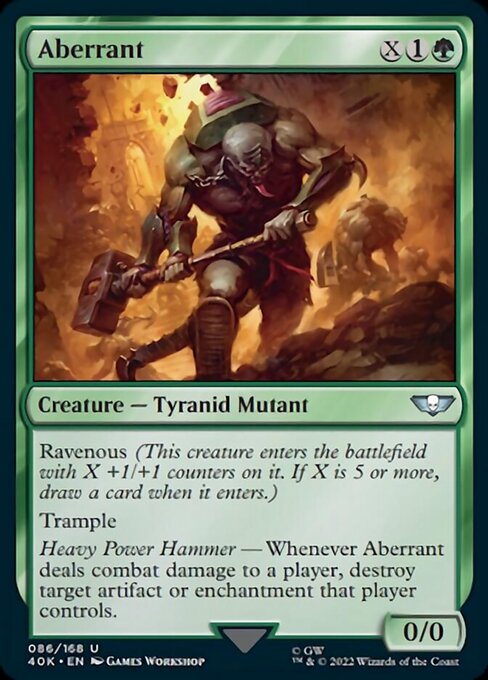 Aberrant X 1
Creature — Tyranid Mutant
Ravenous (This creature enters the battlefield
with X +1/+1 counters on it. If X is 5 or more,
draw a card when it enters.)
Trample
Heavy Power Hammer — Whenever Aberrant
deals combat damage to a player, destroy
target artifact or enchantment that player
controls.
0/0
086/168 U
40K • EN Games Workshop
© GW
™ & © 2022 Wizards of the Coast